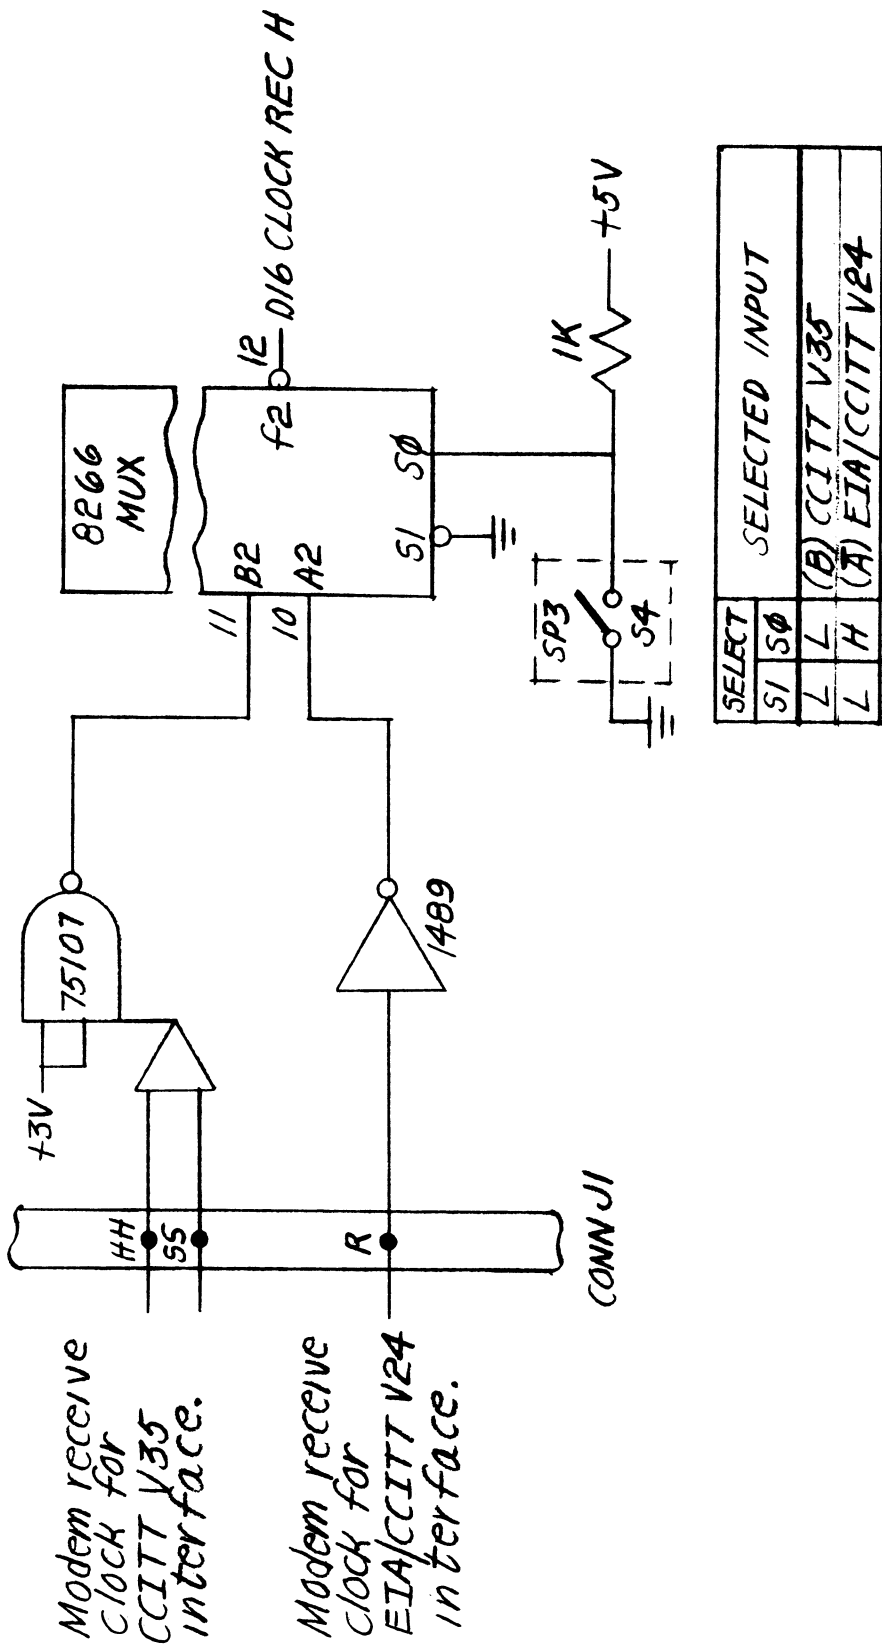 Modem receive
clock for
CCITT V35
interface.
Modem receive
clock for
EIA/CCITT V24
interface.
HH
SS
R
CONN J1
+3V
75107
1489
8266
MUX
11
B2
10
A2
f2
12
D16 CLOCK REC H
S1
SØ
SP3
S4
1K
+5V
SELECT
SELECTED INPUT
S1 SØ
L L (B) CCITT V35
L H (A) EIA/CCITT V24